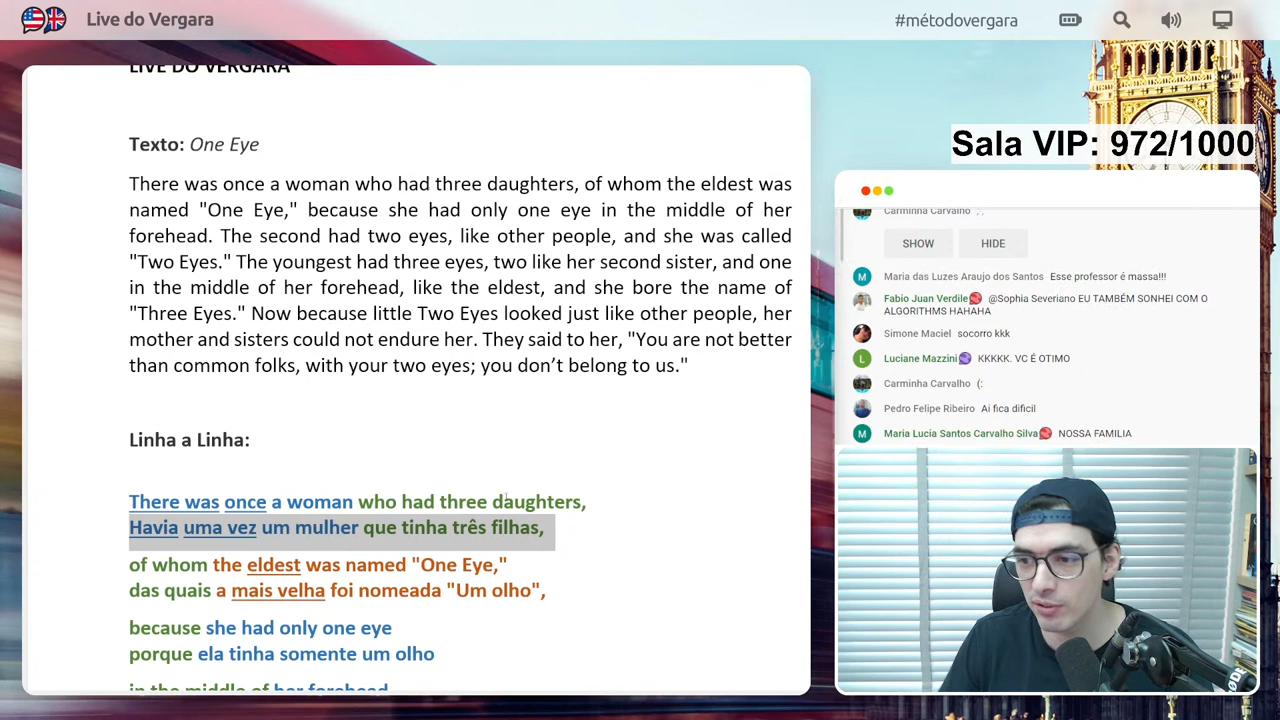 Live do Vergara
#métodovergara
LIVE DO VERGARA
Texto: One Eye
There was once a woman who had three daughters, of whom the eldest was
named "One Eye," because she had only one eye in the middle of her
forehead. The second had two eyes, like other people, and she was called
"Two Eyes." The youngest had three eyes, two like her second sister, and one
in the middle of her forehead, like the eldest, and she bore the name of
"Three Eyes." Now because little Two Eyes looked just like other people, her
mother and sisters could not endure her. They said to her, "You are not better
than common folks, with your two eyes; you don’t belong to us."
Linha a Linha:
There was once a woman who had three daughters,
Havia uma vez um mulher que tinha três filhas,
of whom the eldest was named "One Eye,"
das quais a mais velha foi nomeada "Um olho",
because she had only one eye
porque ela tinha somente um olho
in the middle of her forehead
Sala VIP: 972/1000
Carminha Carvalho ; ;
SHOW HIDE
M Maria das Luzes Araujo dos Santos Esse professor é massa!!!
Fabio Juan Verdile @Sophia Severiano EU TAMBÉM SONHEI COM O
ALGORITHMS HAHAHA
Simone Maciel socorro kkk
L Luciane Mazzini KKKKK. VC É OTIMO
Carminha Carvalho (:
Pedro Felipe Ribeiro Ai fica dificil
M Maria Lucia Santos Carvalho Silva NOSSA FAMILIA